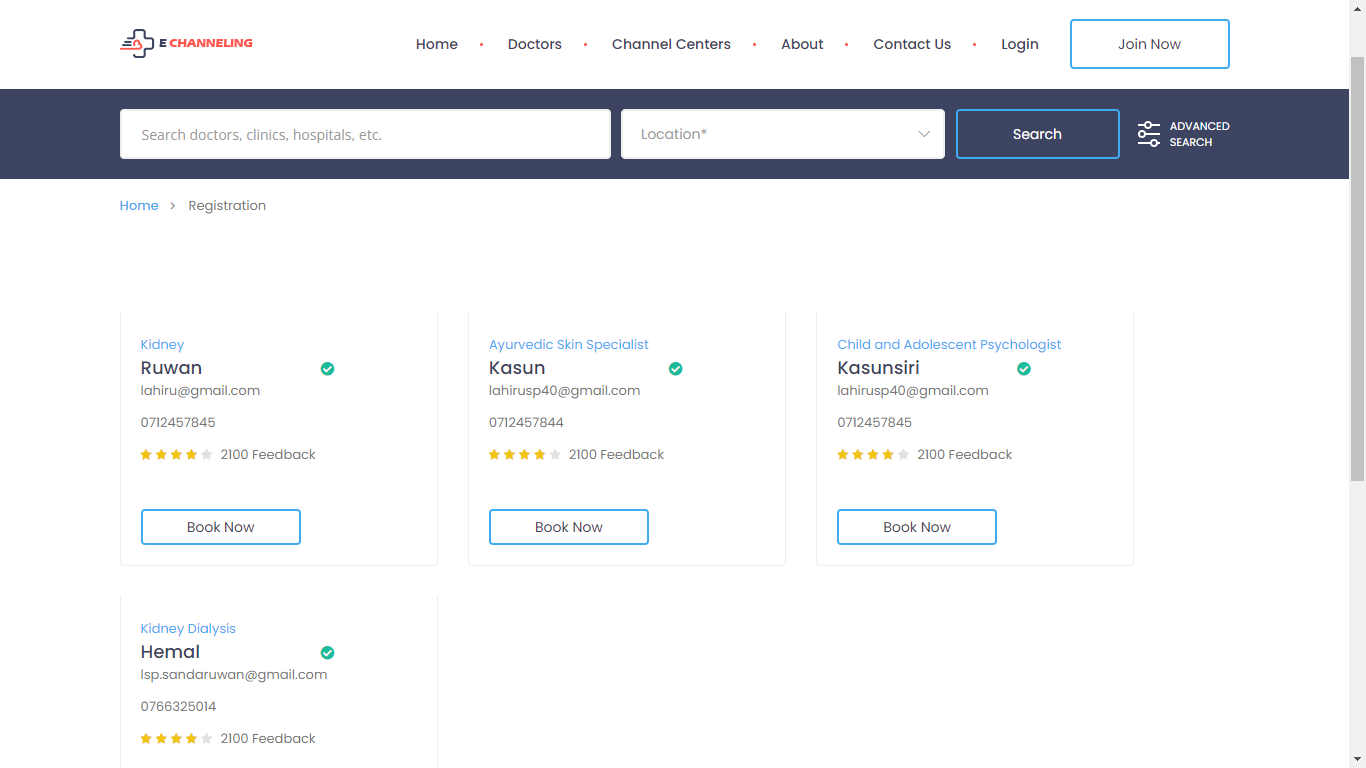 E CHANNELING
Home • Doctors • Channel Centers • About • Contact Us • Login
Join Now
Search doctors, clinics, hospitals, etc.
Location*
Search
ADVANCED
SEARCH
Home > Registration
Kidney
Ruwan
lahiru@gmail.com
0712457845
2100 Feedback
Book Now
Ayurvedic Skin Specialist
Kasun
lahirusp40@gmail.com
0712457844
2100 Feedback
Book Now
Child and Adolescent Psychologist
Kasunsiri
lahirusp40@gmail.com
0712457845
2100 Feedback
Book Now
Kidney Dialysis
Hemal
lsp.sandaruwan@gmail.com
0766325014
2100 Feedback